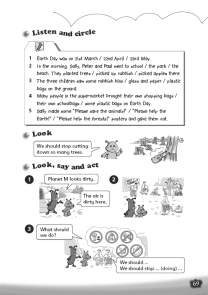 Listen and circle
1 Earth Day was on 21st March / 22nd April / 22nd May.
2 In the morning, Sally, Peter and Paul went to school / the park / the
beach. They planted trees / picked up rubbish / picked apples there.
3 The three children saw some rubbish bins / glass and paper / plastic
bags on the ground.
4 Many people in the supermarket brought their own shopping bags /
their own schoolbags / some plastic bags on Earth Day.
5 Sally made some "Please save the animals!" / "Please help the
Earth!" / "Please help the forests!" posters and gave them out.
Look
We should stop cutting
down so many trees.
Look, say and act
1
Planet M looks dirty.
The air is
dirty here.
2
3
What should
we do?
We should ...
We should stop ... (doing) ...
69